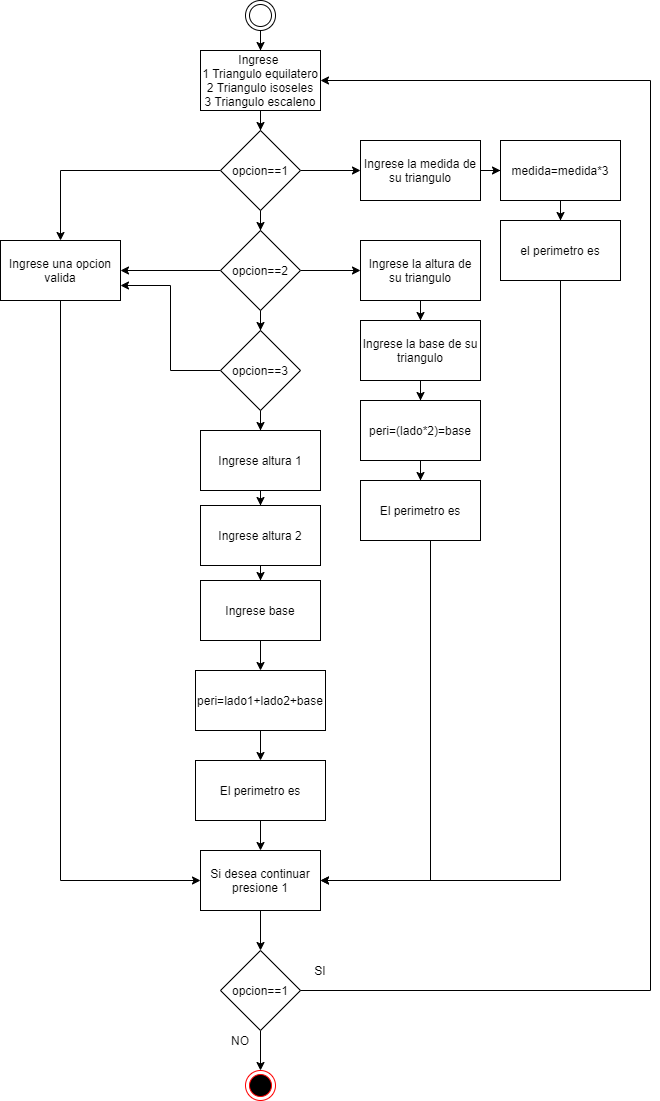 Ingrese
1 Triangulo equilatero
2 Triangulo isoseles
3 Triangulo escaleno
opcion==1
Ingrese la medida de
su triangulo
medida=medida*3
el perimetro es
Ingrese una opcion
valida
opcion==2
Ingrese la altura de
su triangulo
Ingrese la base de su
triangulo
peri=(lado*2)=base
El perimetro es
opcion==3
Ingrese altura 1
Ingrese altura 2
Ingrese base
peri=lado1+lado2+base
El perimetro es
Si desea continuar
presione 1
opcion==1
SI
NO